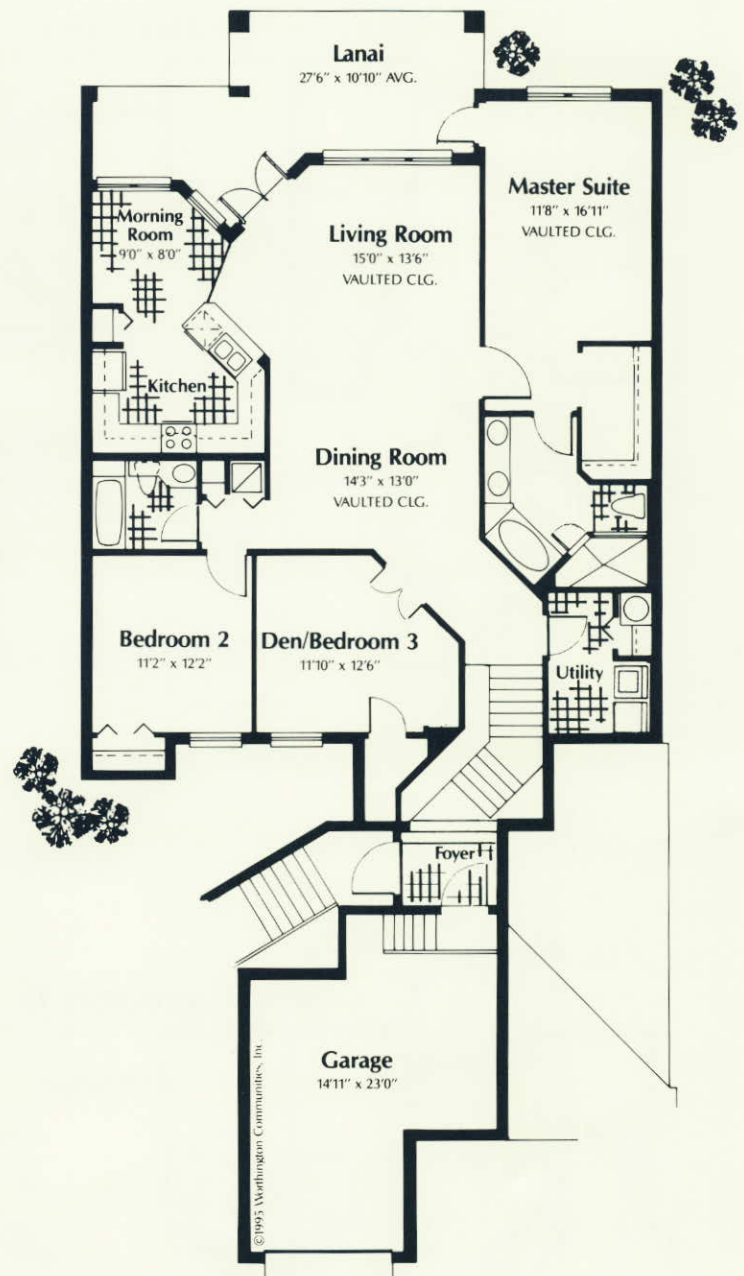 Lanai
27'6" x 10'10" AVG.
Master Suite
11'8" x 16'11"
VAULTED CLG.
Morning
Room
9'0" x 8'0"
Living Room
15'0" x 13'6"
VAULTED CLG.
Kitchen
Dining Room
14'3" x 13'0"
VAULTED CLG.
Bedroom 2
11'2" x 12'2"
Den/Bedroom 3
11'10" x 12'6"
Utility
Foyer
Garage
14'11" x 23'0"
©1995 Worthington Communities, Inc.